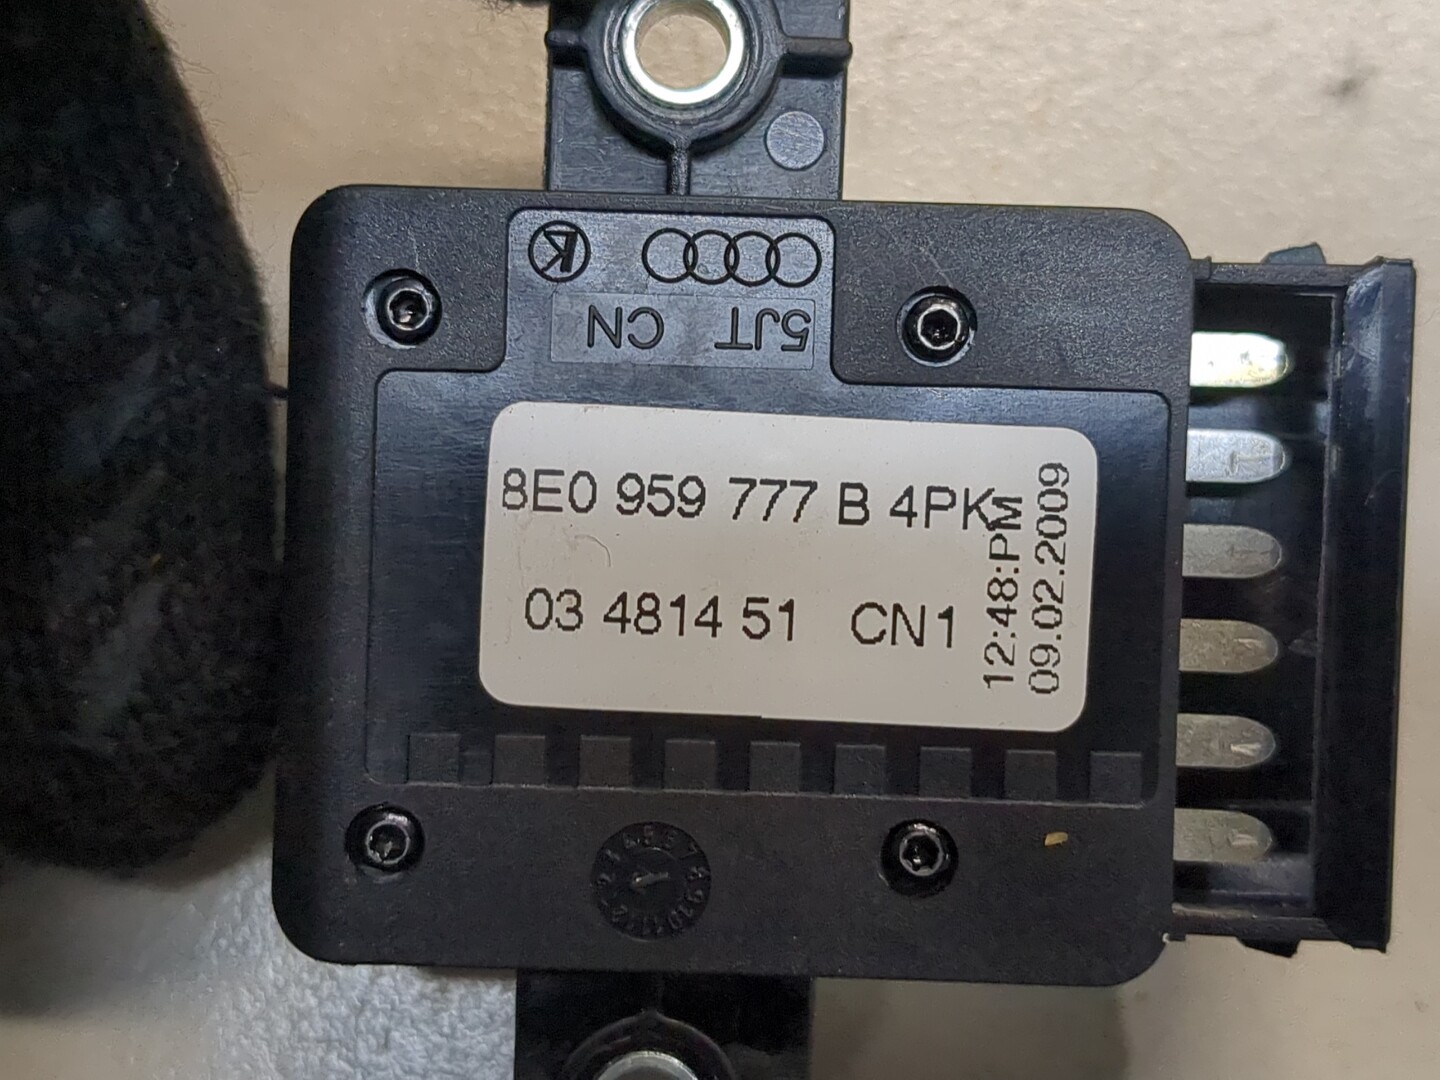 5JT CN
8E0 959 777 B 4PK
03 4814 51 CN1
12:48:PM
09.02.2009